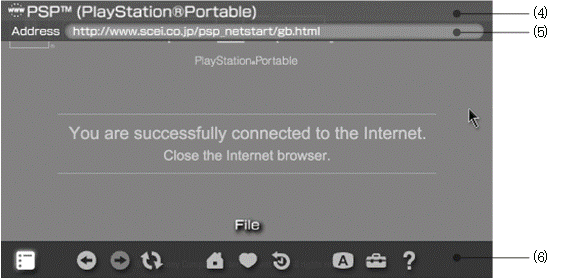 www PSP™ (PlayStation®Portable) (4)
Address http://www.scei.co.jp/psp_netstart/gb.html (5)
PlayStation®Portable
You are successfully connected to the Internet.
Close the Internet browser.
File
A ? (6)